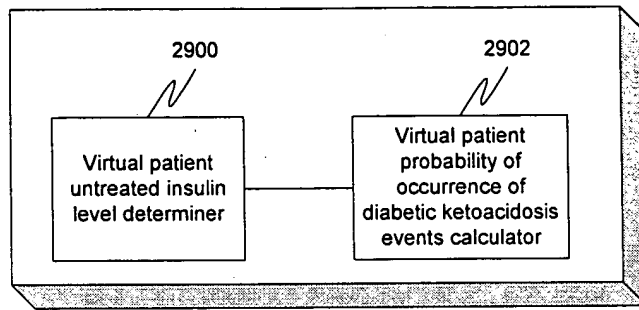 2900
2902
Virtual patient
untreated insulin
level determiner
Virtual patient
probability of
occurrence of
diabetic ketoacidosis
events calculator